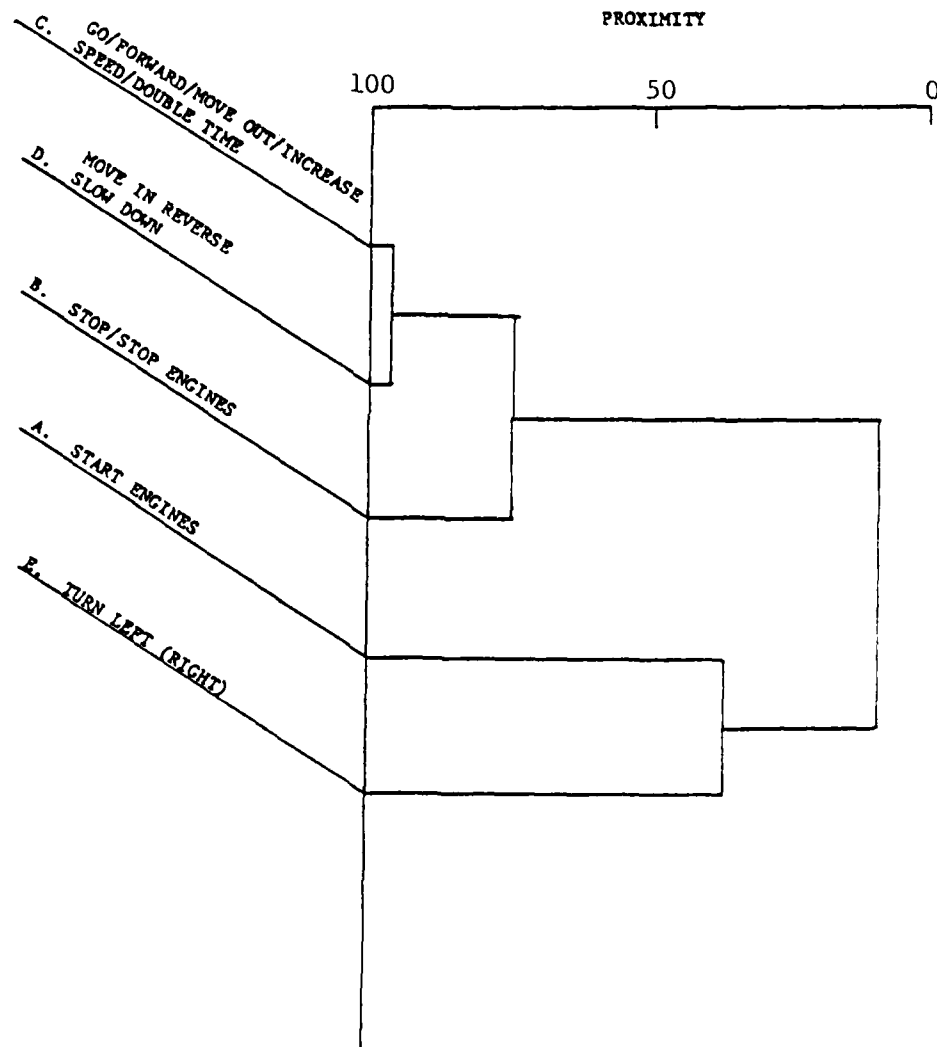 PROXIMITY
100 50 0
C. GO/FORWARD/MOVE OUT/INCREASE
SPEED/DOUBLE TIME
D. MOVE IN REVERSE
SLOW DOWN
B. STOP/STOP ENGINES
A. START ENGINES
E. TURN LEFT (RIGHT)